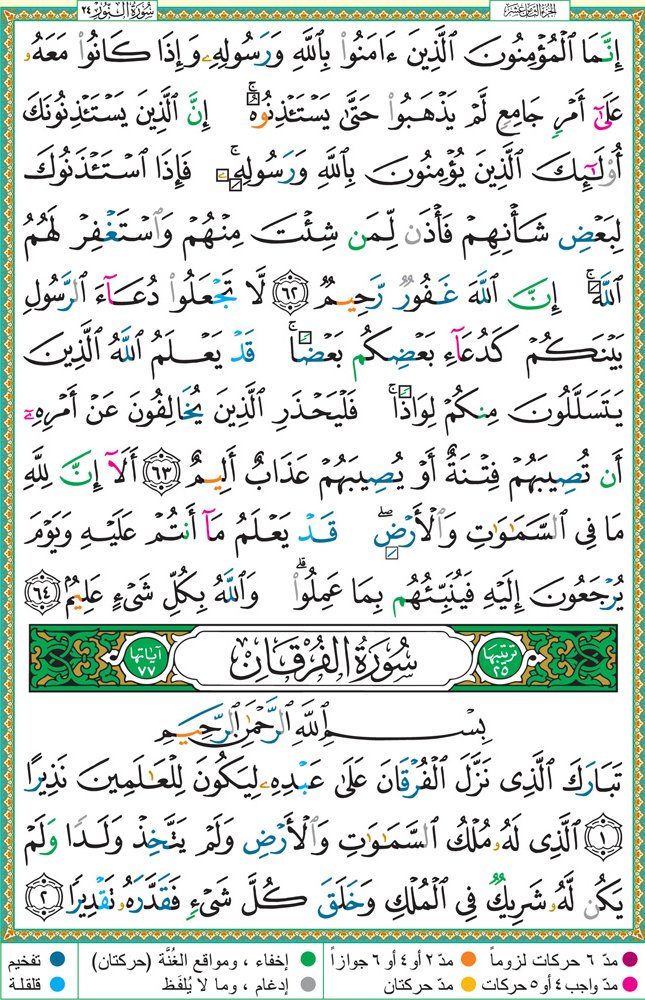 الجزء الثامن عشر
سورة النور ٢٤
إِنَّمَا ٱلْمُؤْمِنُونَ ٱلَّذِينَ ءَامَنُوا۟ بِٱللَّهِ وَرَسُولِهِۦ وَإِذَا كَانُوا۟ مَعَهُۥ
عَلَىٰٓ أَمْرٍ جَامِعٍ لَّمْ يَذْهَبُوا۟ حَتَّىٰ يَسْتَـْٔذِنُوهُ ۚ إِنَّ ٱلَّذِينَ يَسْتَـْٔذِنُونَكَ
أُو۟لَـٰٓئِكَ ٱلَّذِينَ يُؤْمِنُونَ بِٱللَّهِ وَرَسُولِهِۦ ۚ فَإِذَا ٱسْتَـْٔذَنُوكَ
لِبَعْضِ شَأْنِهِمْ فَأْذَن لِّمَن شِئْتَ مِنْهُمْ وَٱسْتَغْفِرْ لَهُمُ
ٱللَّهَ ۚ إِنَّ ٱللَّهَ غَفُورٌ رَّحِيمٌ ٦٢ لَّا تَجْعَلُوا۟ دُعَآءَ ٱلرَّسُولِ
بَيْنَكُمْ كَدُعَآءِ بَعْضِكُم بَعْضًا ۚ قَدْ يَعْلَمُ ٱللَّهُ ٱلَّذِينَ
يَتَسَلَّلُونَ مِنكُمْ لِوَاذًا ۚ فَلْيَحْذَرِ ٱلَّذِينَ يُخَالِفُونَ عَنْ أَمْرِهِۦٓ
أَن تُصِيبَهُمْ فِتْنَةٌ أَوْ يُصِيبَهُمْ عَذَابٌ أَلِيمٌ ٦٣ أَلَآ إِنَّ لِلَّهِ
مَا فِى ٱلسَّمَـٰوَٰتِ وَٱلْأَرْضِ ۖ قَدْ يَعْلَمُ مَآ أَنتُمْ عَلَيْهِ وَيَوْمَ
يُرْجَعُونَ إِلَيْهِ فَيُنَبِّئُهُم بِمَا عَمِلُوا۟ ۗ وَٱللَّهُ بِكُلِّ شَىْءٍ عَلِيمٌ ٦٤
ترتيبها ٢٥ سُورَةُ الفُرْقَانِ آياتها ٧٧
بِسْمِ ٱللَّهِ ٱلرَّحْمَـٰنِ ٱلرَّحِيمِ
تَبَارَكَ ٱلَّذِى نَزَّلَ ٱلْفُرْقَانَ عَلَىٰ عَبْدِهِۦ لِيَكُونَ لِلْعَـٰلَمِينَ نَذِيرًا
١ ٱلَّذِى لَهُۥ مُلْكُ ٱلسَّمَـٰوَٰتِ وَٱلْأَرْضِ وَلَمْ يَتَّخِذْ وَلَدًا وَلَمْ
يَكُن لَّهُۥ شَرِيكٌ فِى ٱلْمُلْكِ وَخَلَقَ كُلَّ شَىْءٍ فَقَدَّرَهُۥ تَقْدِيرًا ٢
مدّ ٦ حركات لزوماً مدّ ٢ أو ٤ أو ٦ جوازاً إخفاء ، ومواقع الغُنَّة (حركتان) تفخيم
مدّ واجب ٤ أو ٥ حركات مدّ حركتان إدغام ، وما لا يُلفَظ قلقلة